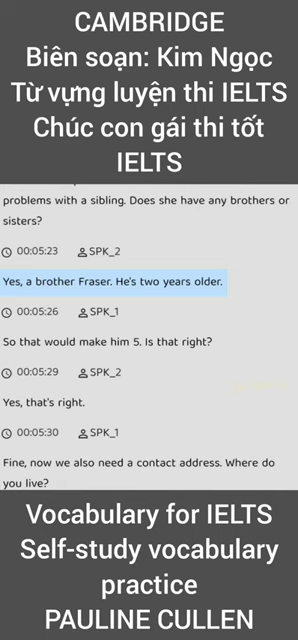 CAMBRIDGE
Biên soạn: Kim Ngọc
Từ vựng luyện thi IELTS
Chúc con gái thi tốt
IELTS
problems with a sibling. Does she have any brothers or
sisters?
00:05:23 SPK_2
Yes, a brother Fraser. He's two years older.
00:05:26 SPK_1
So that would make him 5. Is that right?
00:05:29 SPK_2
Yes, that's right.
00:05:30 SPK_1
Fine, now we also need a contact address. Where do
you live?
Vocabulary for IELTS
Self-study vocabulary
practice
PAULINE CULLEN